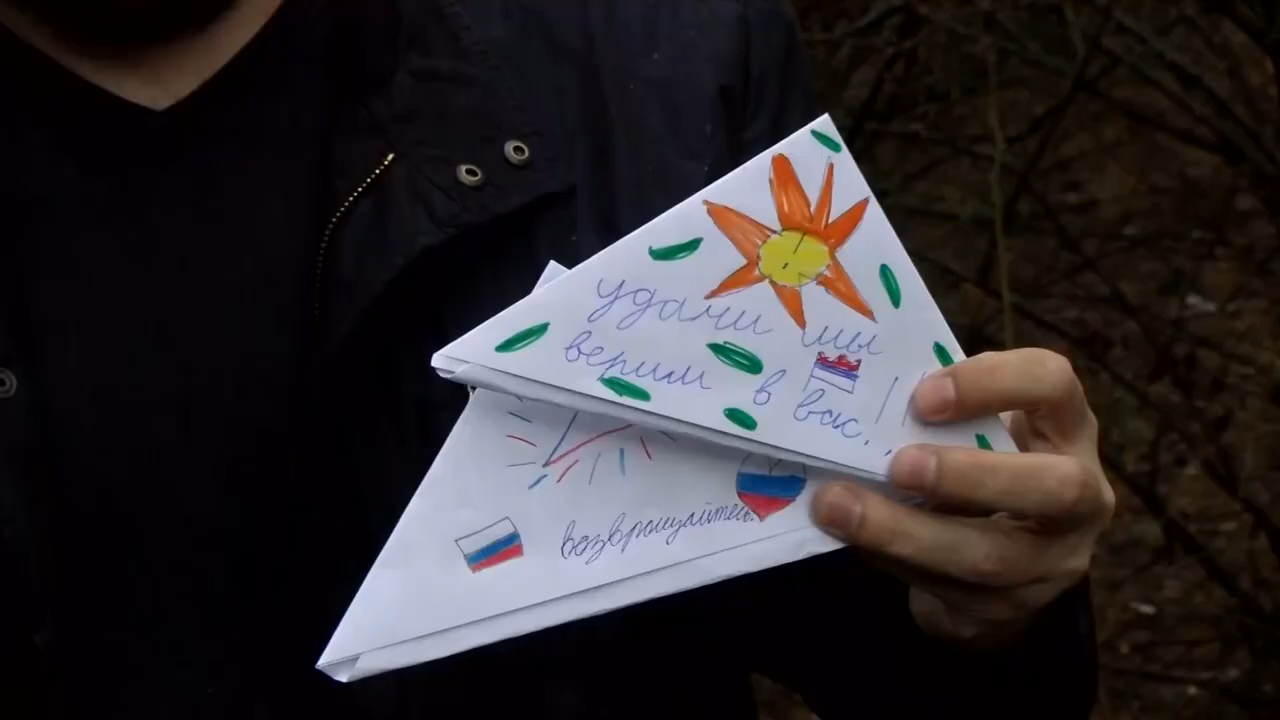 удачи мы
верим в вас!!
возвращайтесь